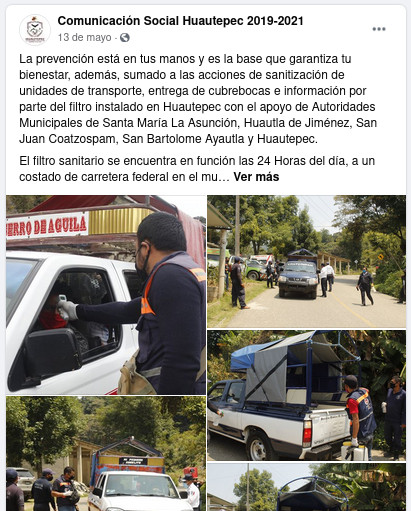 Comunicación Social Huautepec 2019-2021
13 de mayo ·
La prevención está en tus manos y es la base que garantiza tu
bienestar, además, sumado a las acciones de sanitización de
unidades de transporte, entrega de cubrebocas e información por
parte del filtro instalado en Huautepec con el apoyo de Autoridades
Municipales de Santa María La Asunción, Huautla de Jiménez, San
Juan Coatzospam, San Bartolome Ayautla y Huautepec.
El filtro sanitario se encuentra en función las 24 Horas del día, a un
costado de carretera federal en el mu… Ver más
ERRO DE AGUILA